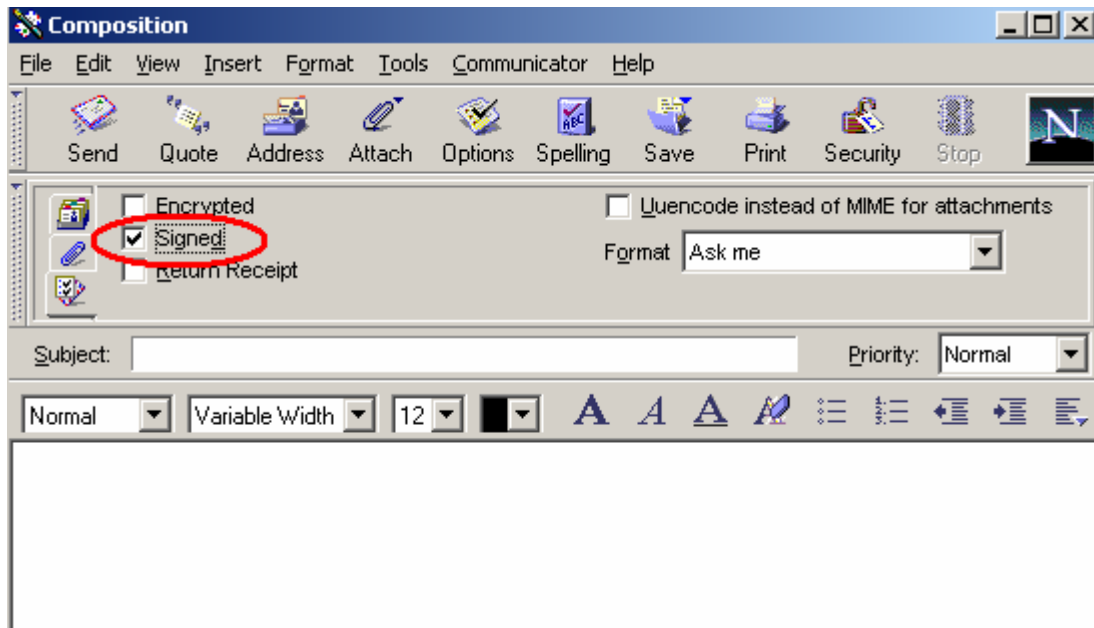 Composition
File Edit View Insert Format Tools Communicator Help
Send Quote Address Attach Options Spelling Save Print Security Stop N
Encrypted Uuencode instead of MIME for attachments
Signed Format Ask me
Return Receipt
Subject: Priority: Normal
Normal Variable Width 12 A A A